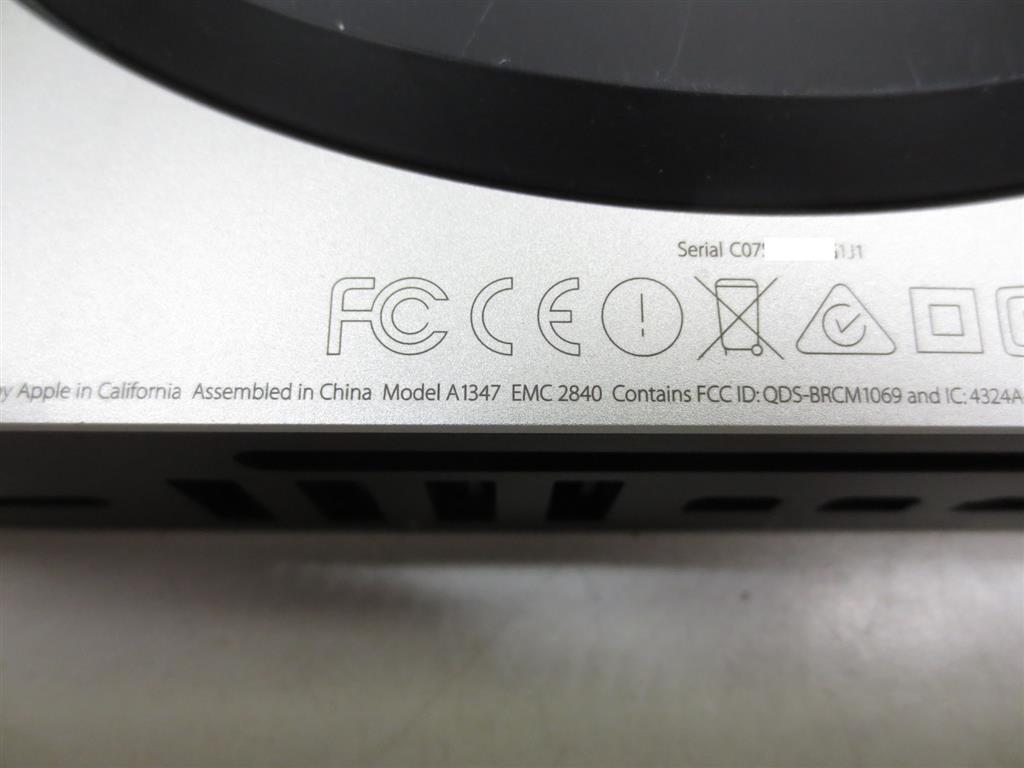 Serial C07
FC CE
Apple in California Assembled in China Model A1347 EMC 2840 Contains FCC ID: QDS-BRCM1069 and IC: 4324A